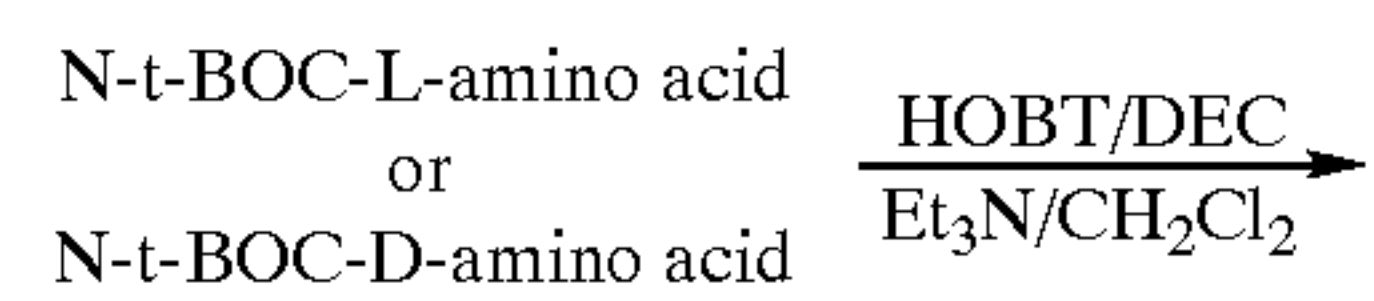 N-t-BOC-L-amino acid
or
N-t-BOC-D-amino acid
HOBT/DEC
Et₃N/CH₂Cl₂